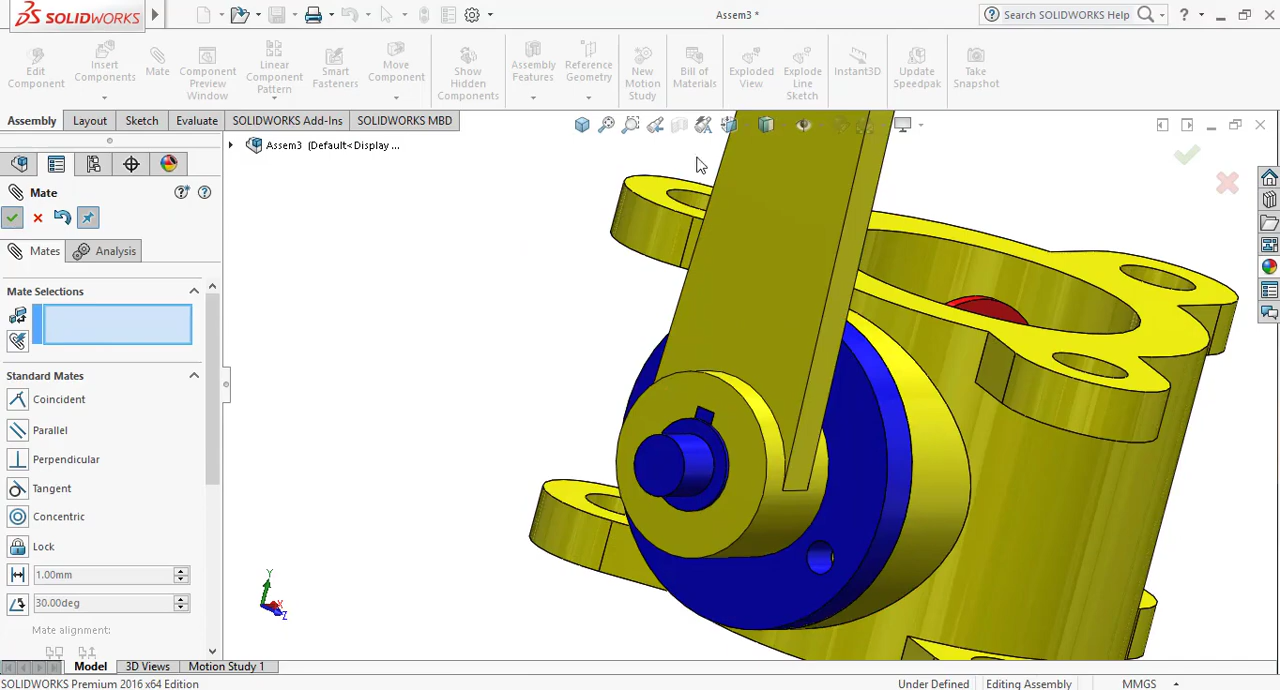 SOLIDWORKS
Assem3 *
Search SOLIDWORKS Help
?
Edit Component
Insert Components
Mate
Component Preview Window
Linear Component Pattern
Smart Fasteners
Move Component
Show Hidden Components
Assembly Features
Reference Geometry
New Motion Study
Bill of Materials
Exploded View
Explode Line Sketch
Instant3D
Update Speedpak
Take Snapshot
Assembly
Layout
Sketch
Evaluate
SOLIDWORKS Add-Ins
SOLIDWORKS MBD
Assem3 (Default<Display ...
Mate
Mates
Analysis
Mate Selections
Standard Mates
Coincident
Parallel
Perpendicular
Tangent
Concentric
Lock
1.00mm
30.00deg
Mate alignment:
Y
X
Z
Model
3D Views
Motion Study 1
SOLIDWORKS Premium 2016 x64 Edition
Under Defined
Editing Assembly
MMGS